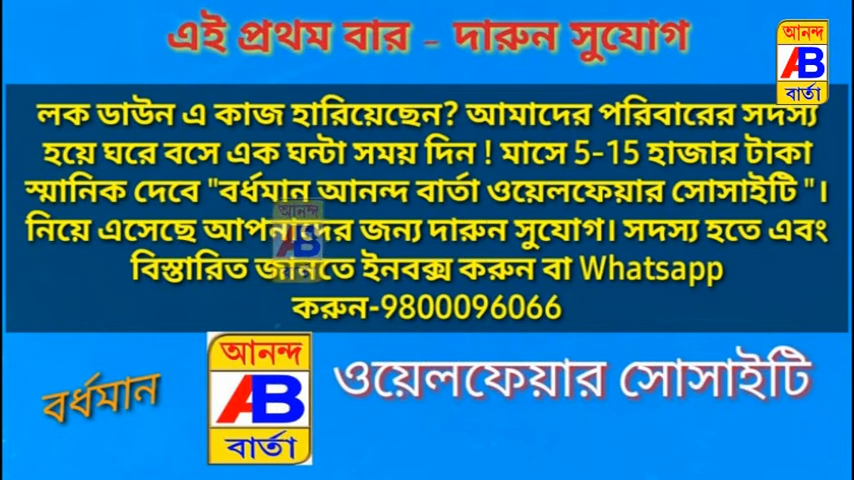 এই প্রথম বার - দারুন সুযোগ
আনন্দ
AB
বার্তা
লক ডাউন এ কাজ হারিয়েছেন? আমাদের পরিবারের সদস্য
হয়ে ঘরে বসে এক ঘন্টা সময় দিন ! মাসে 5-15 হাজার টাকা
স্মানিক দেবে "বর্ধমান আনন্দ বার্তা ওয়েলফেয়ার সোসাইটি "।
নিয়ে এসেছে আপনাদের জন্য দারুন সুযোগ। সদস্য হতে এবং
বিস্তারিত জানতে ইনবক্স করুন বা Whatsapp
করুন-9800096066
আনন্দ
AB
বার্তা
বর্ধমান
আনন্দ
AB
বার্তা
ওয়েলফেয়ার সোসাইটি